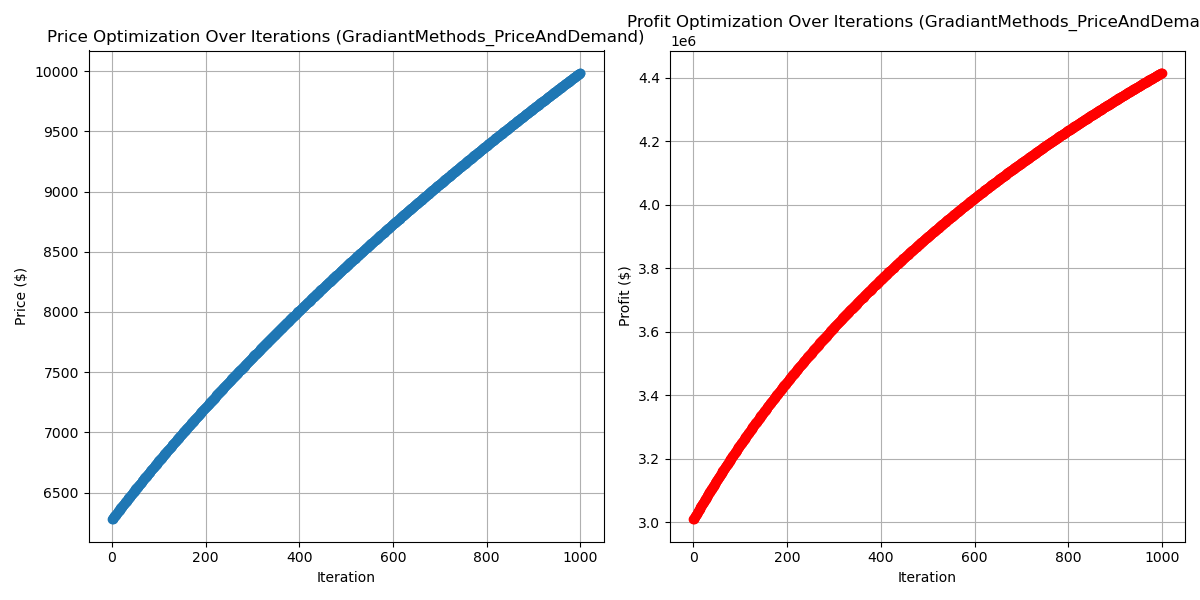 Price Optimization Over Iterations (GradiantMethods_PriceAndDemand)
10000
9500
9000
8500
8000
7500
7000
6500
Price ($)
0 200 400 600 800 1000
Iteration
Profit Optimization Over Iterations (GradiantMethods_PriceAndDema
1e6
4.4
4.2
4.0
3.8
3.6
3.4
3.2
3.0
Profit ($)
0 200 400 600 800 1000
Iteration